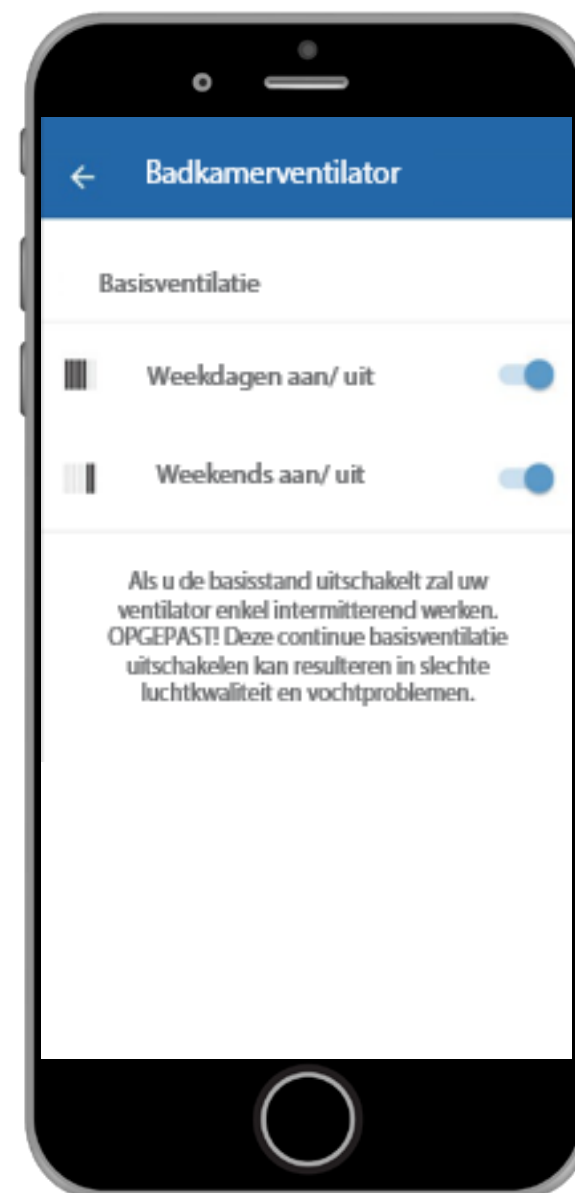 Badkamerventilator
Basisventilatie
Weekdagen aan/ uit
Weekends aan/ uit
Als u de basisstand uitschakelt zal uw
ventilator enkel intermitterend werken.
OPGEPAST! Deze continue basisventilatie
uitschakelen kan resulteren in slechte
luchtkwaliteit en vochtproblemen.